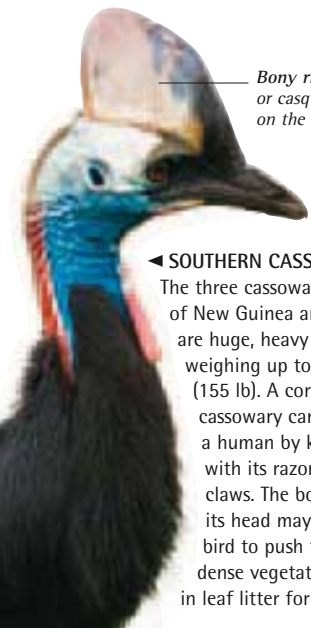 Bony
or casq
on the
◄ SOUTHERN CASS
The three cassowa
of New Guinea an
are huge, heavy
weighing up to
(155 lb). A cor
cassowary can
a human by k
with its razor
claws. The bo
its head may
bird to push
dense vegetat
in leaf litter for